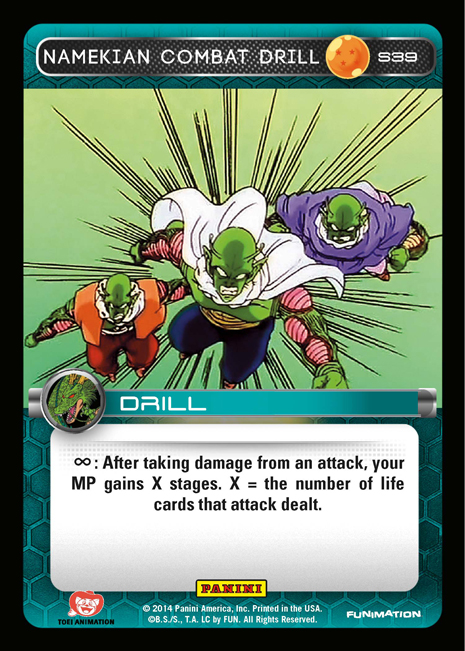 NAMEKIAN COMBAT DRILL S39
DRILL
∞: After taking damage from an attack, your
MP gains X stages. X = the number of life
cards that attack dealt.
PANINI
TOEI ANIMATION
© 2014 Panini America, Inc. Printed in the USA.
©B.S./S., T.A. LC by FUN. All Rights Reserved.
FUNIMATION